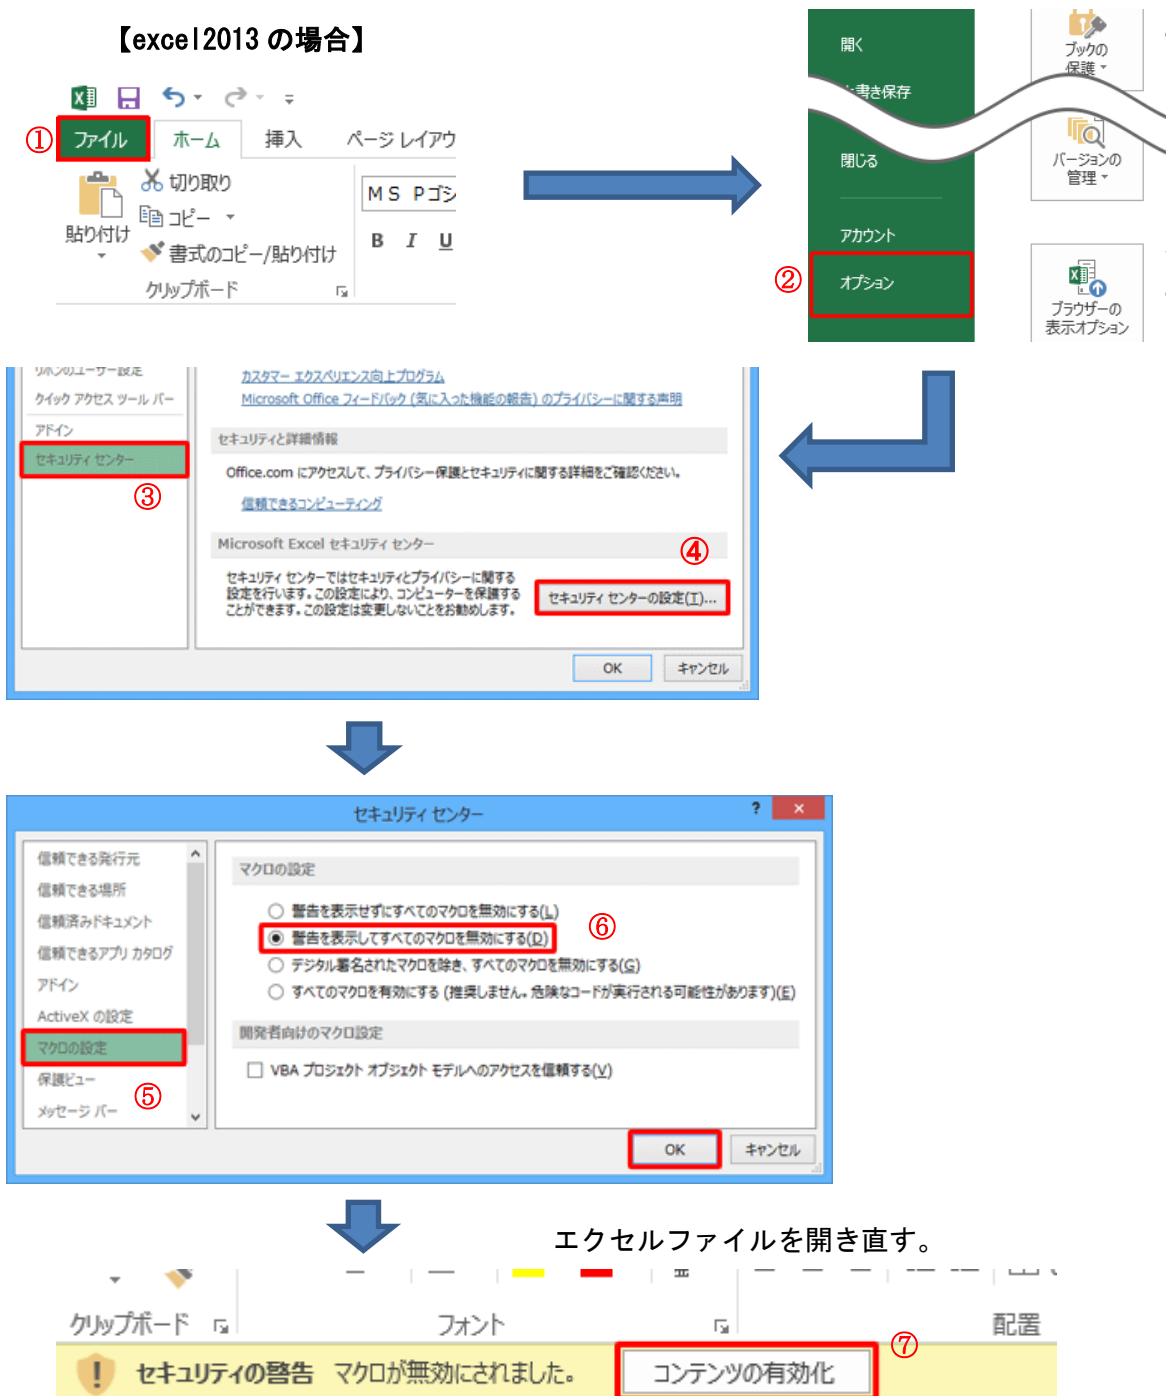 【excel2013 の場合】
① ファイル ホーム 挿入 ページ レイアウ
切り取り
コピー
貼り付け
書式のコピー/貼り付け
クリップボード
ＭＳ Ｐゴシ
B I U
開く
書き保存
閉じる
アカウント
② オプション
ブックの
保護
バージョンの
管理
ブラウザーの
表示オプション
リボンのユーザー設定
クイック アクセス ツール バー
アドイン
セキュリティ センター
③
カスタマー エクスペリエンス向上プログラム
Microsoft Office フィードバック (気に入った機能の報告) のプライバシーに関する声明
セキュリティと詳細情報
Office.com にアクセスして、プライバシー保護とセキュリティに関する詳細をご確認ください。
信頼できるコンピューティング
Microsoft Excel セキュリティ センター
④
セキュリティ センターではセキュリティとプライバシーに関する
設定を行います。この設定により、コンピューターを保護する
ことができます。この設定は変更しないことをお勧めします。
セキュリティ センターの設定(T)...
OK キャンセル
セキュリティ センター ? ×
信頼できる発行元
信頼できる場所
信頼済みドキュメント
信頼できるアプリ カタログ
アドイン
ActiveX の設定
マクロの設定
保護ビュー
⑤
メッセージ バー
マクロの設定
警告を表示せずにすべてのマクロを無効にする(L)
警告を表示してすべてのマクロを無効にする(D)
⑥
デジタル署名されたマクロを除き、すべてのマクロを無効にする(G)
すべてのマクロを有効にする (推奨しません。危険なコードが実行される可能性があります)(E)
開発者向けのマクロ設定
VBA プロジェクト オブジェクト モデルへのアクセスを信頼する(V)
OK キャンセル
エクセルファイルを開き直す。
クリップボード フォント 配置
⑦
セキュリティの警告 マクロが無効にされました。 コンテンツの有効化